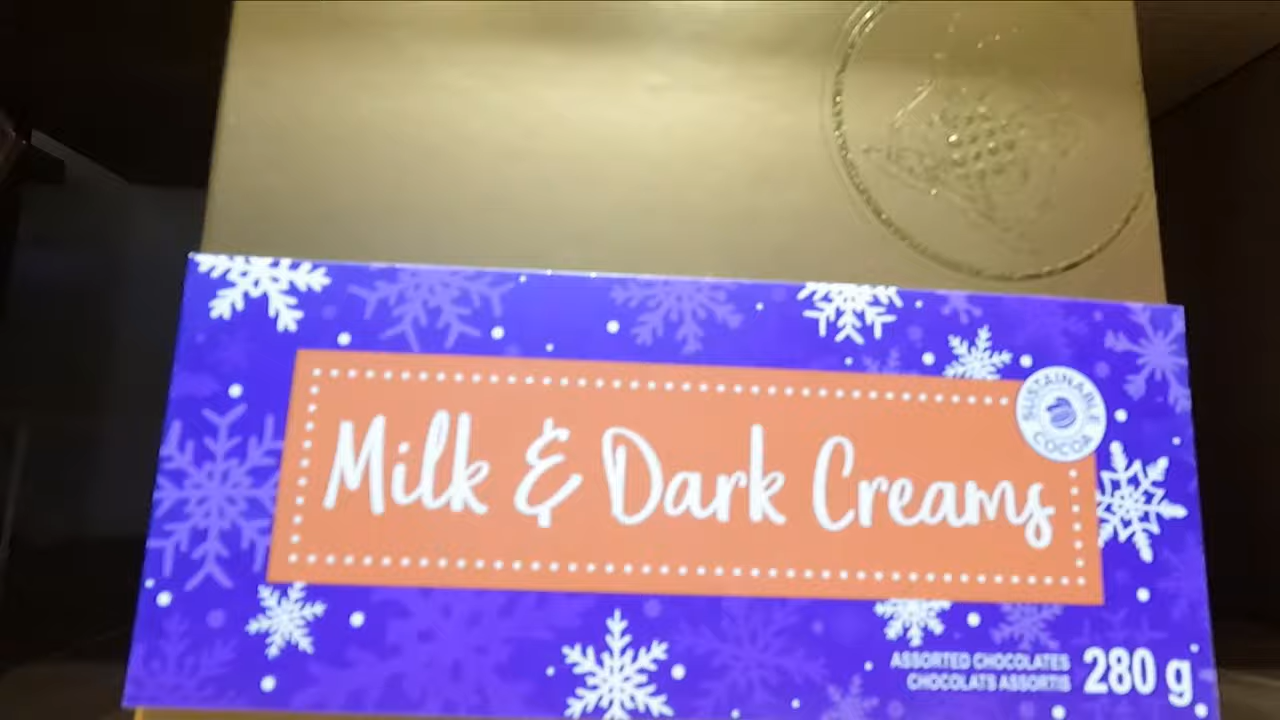 SUSTAINABLE
COCOA
Milk & Dark Creams
ASSORTED CHOCOLATES
CHOCOLATS ASSORTIS
280 g